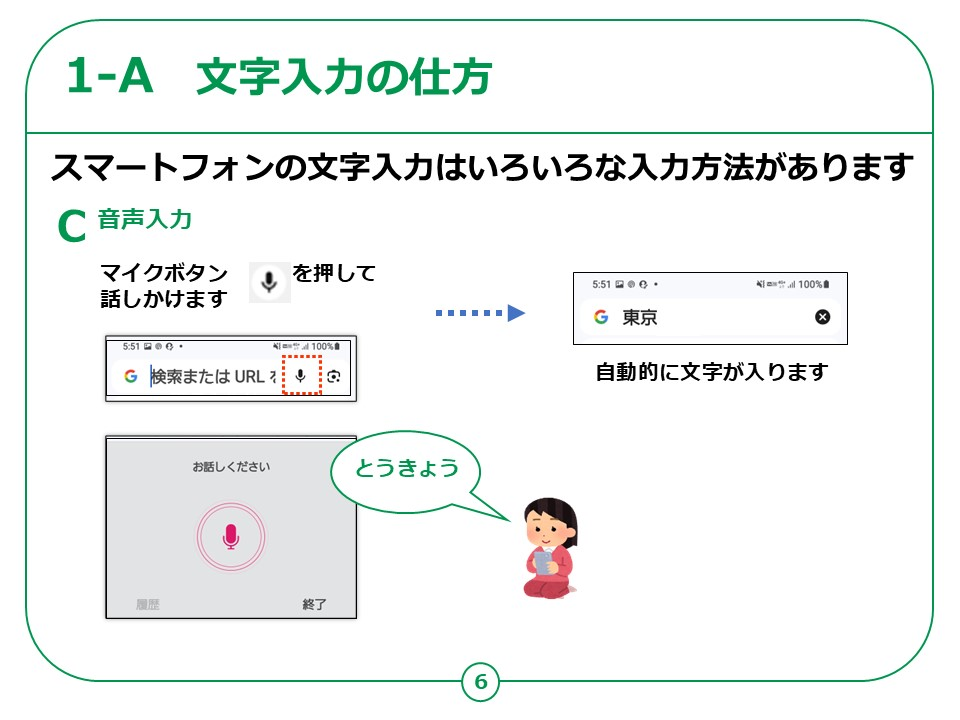 1-A 文字入力の仕方
スマートフォンの文字入力はいろいろな入力方法があります
C 音声入力
マイクボタン を押して
話しかけます
5:51 100%
検索または URL を
5:51 100%
東京
自動的に文字が入ります
お話しください
とうきょう
履歴 終了
6